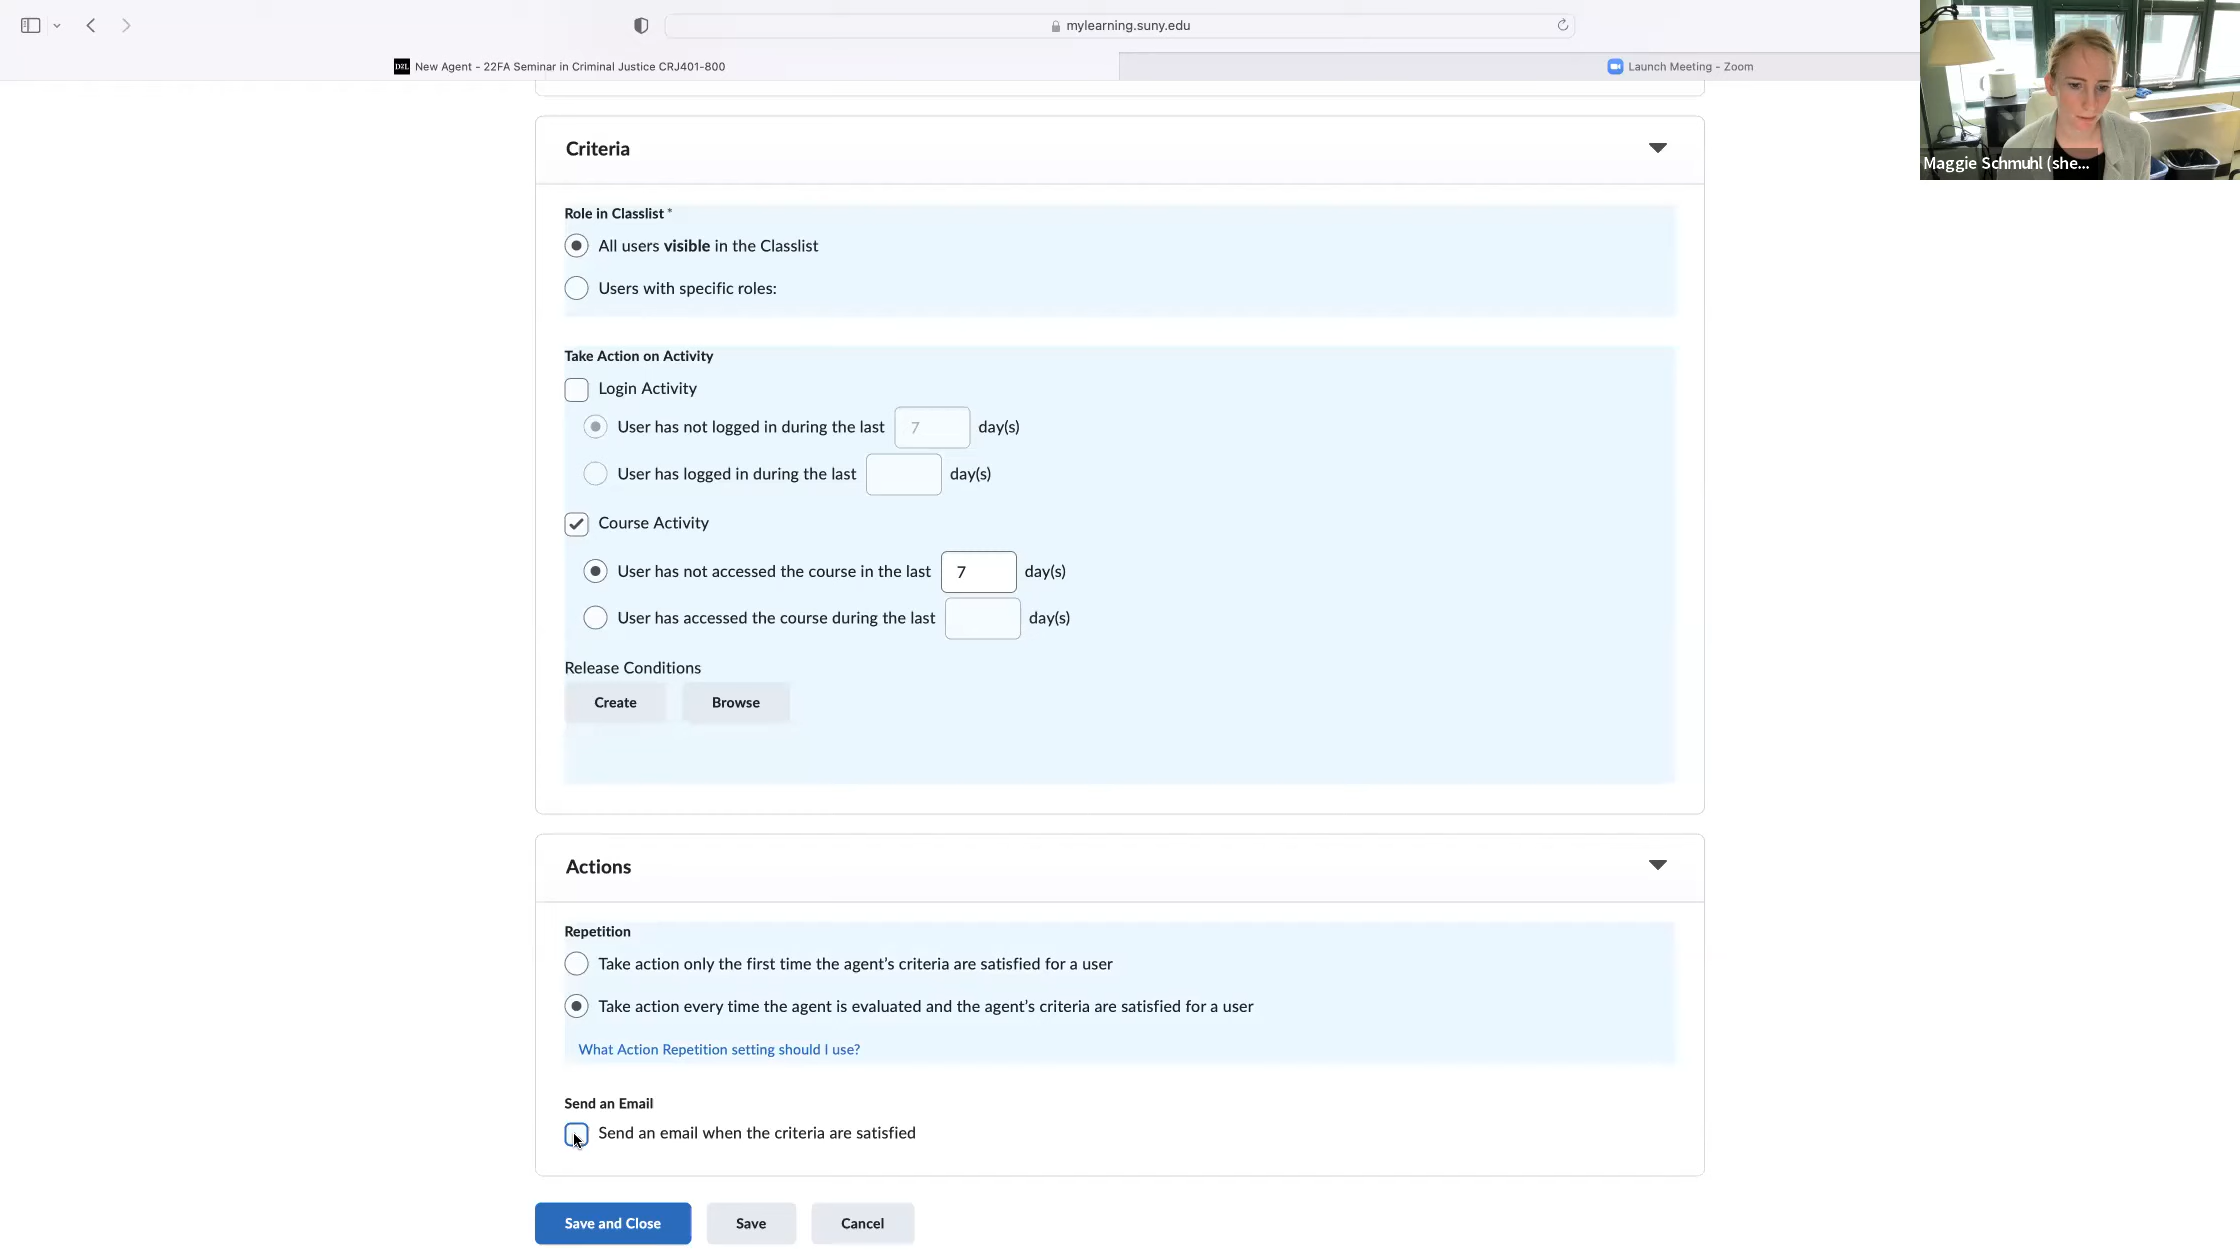 mylearning.suny.edu
D2L New Agent - 22FA Seminar in Criminal Justice CRJ401-800
Launch Meeting - Zoom
Maggie Schmuhl (she...
Criteria
Role in Classlist *
All users visible in the Classlist
Users with specific roles:
Take Action on Activity
Login Activity
User has not logged in during the last 7 day(s)
User has logged in during the last day(s)
Course Activity
User has not accessed the course in the last 7 day(s)
User has accessed the course during the last day(s)
Release Conditions
Create Browse
Actions
Repetition
Take action only the first time the agent’s criteria are satisfied for a user
Take action every time the agent is evaluated and the agent’s criteria are satisfied for a user
What Action Repetition setting should I use?
Send an Email
Send an email when the criteria are satisfied
Save and Close Save Cancel